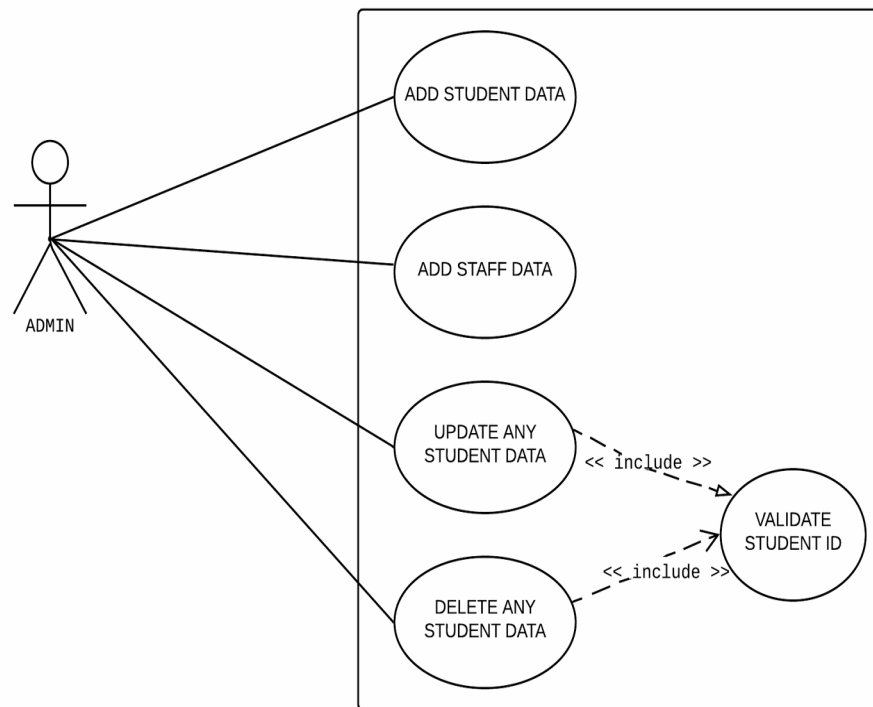 ADD STUDENT DATA
ADD STAFF DATA
ADMIN
UPDATE ANY
STUDENT DATA
<< include >>
VALIDATE
STUDENT ID
<< include >>
DELETE ANY
STUDENT DATA